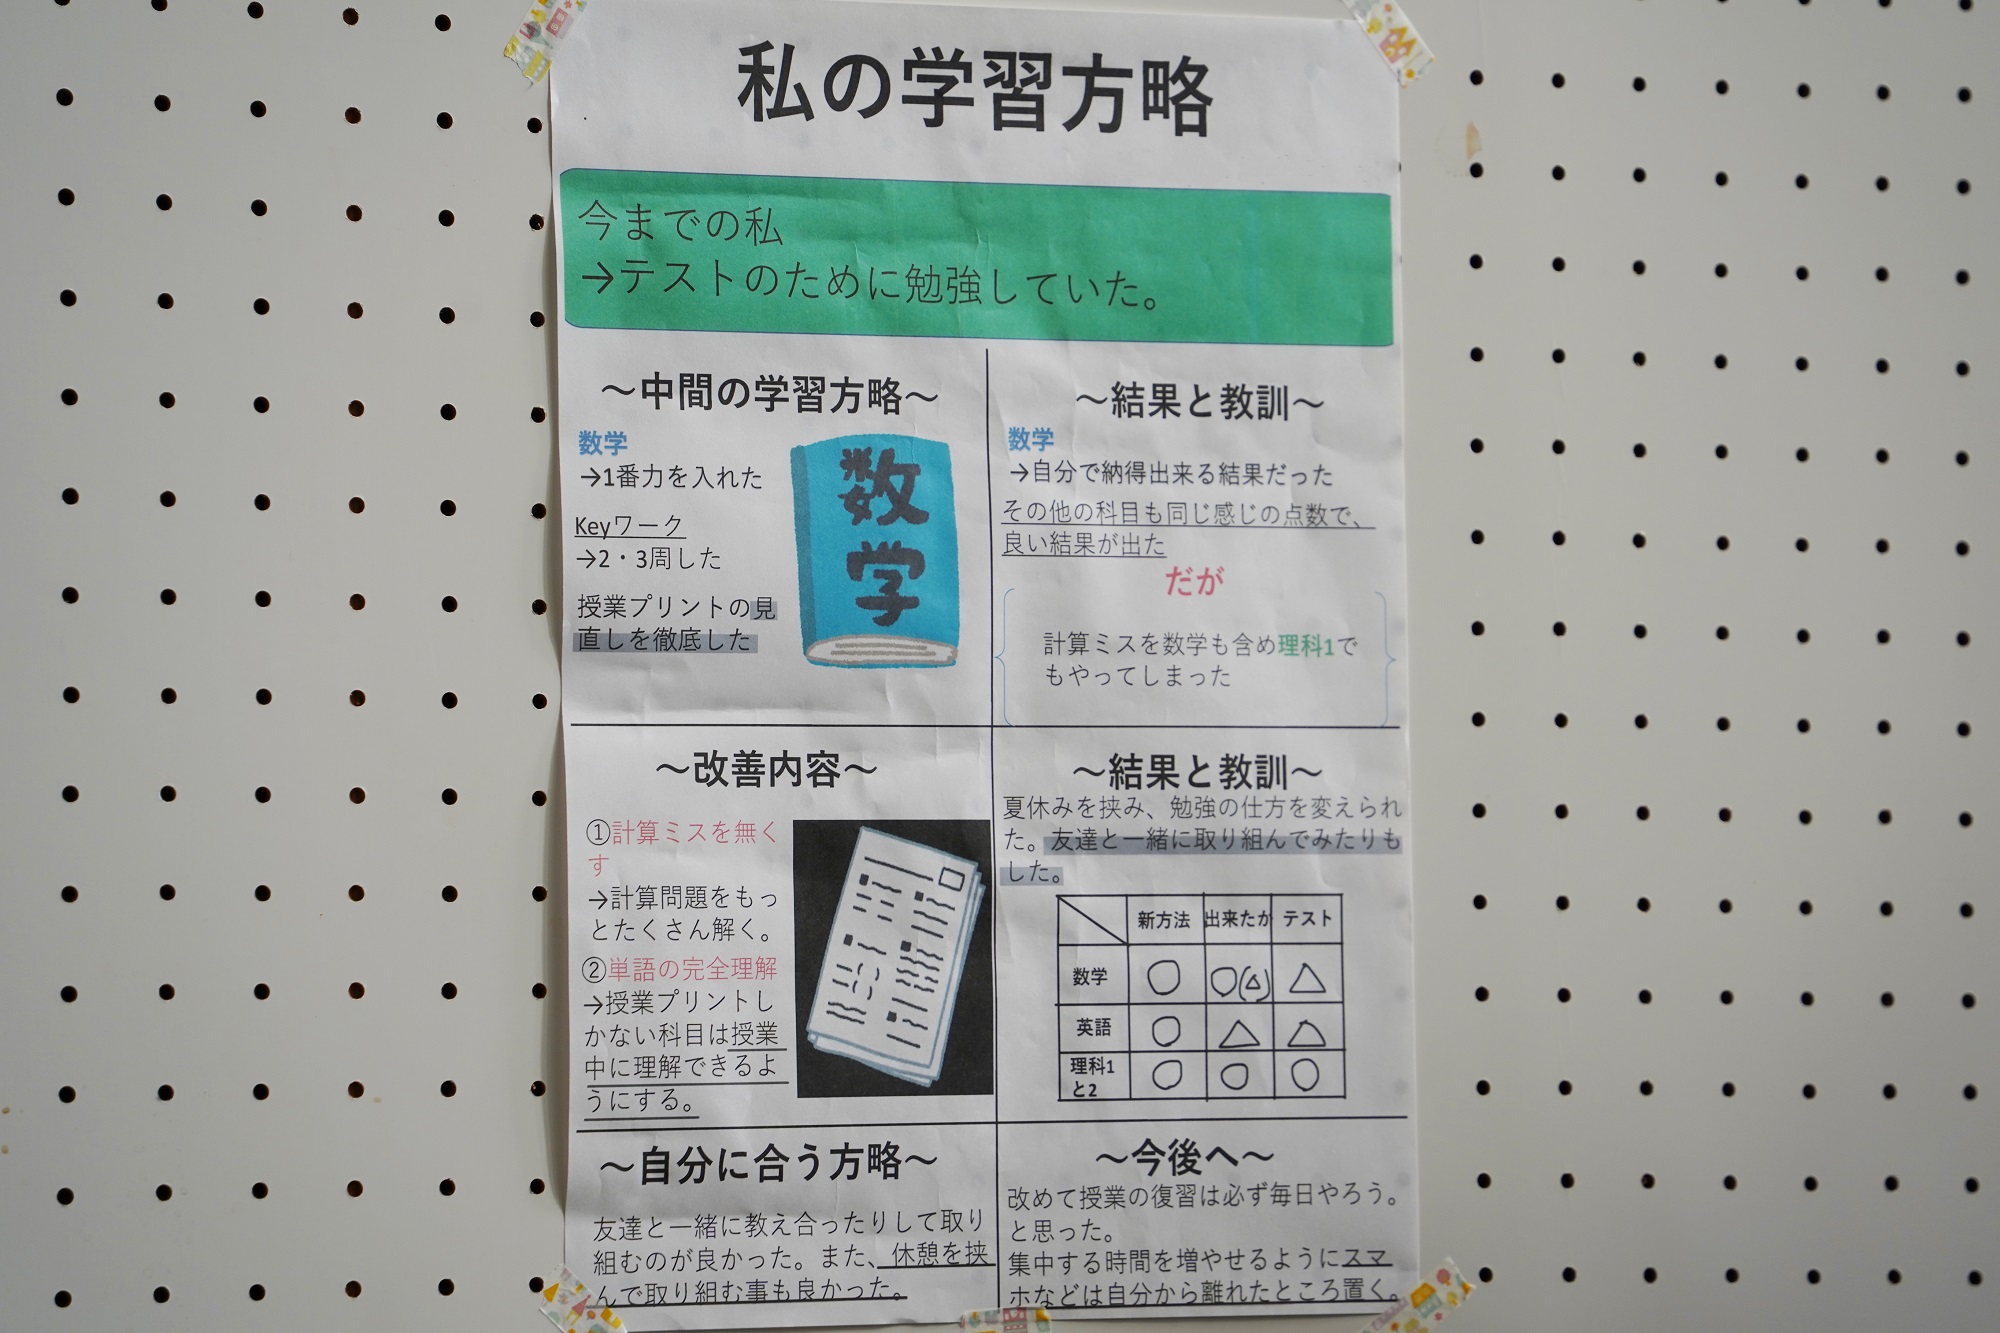 私の学習方略
今までの私
→テストのために勉強していた。
～中間の学習方略～
数学
→1番力を入れた
Keyワーク
→2・3周した
授業プリントの見
直しを徹底した
数
学
～結果と教訓～
数学
→自分で納得出来る結果だった
その他の科目も同じ感じの点数で、
良い結果が出た
だが
計算ミスを数学も含め理科1で
もやってしまった
～改善内容～
①計算ミスを無く
す
→計算問題をもっ
とたくさん解く。
②単語の完全理解
→授業プリントし
かない科目は授業
中に理解できるよ
うにする。
～結果と教訓～
夏休みを挟み、勉強の仕方を変えられ
た。友達と一緒に取り組んでみたりも
した。
新方法 出来たか テスト
数学 ○ ○(△) △
英語 ○ △ △
理科1
と2 ○ ○ ○
～自分に合う方略～
友達と一緒に教え合ったりして取り
組むのが良かった。また、休憩を挟
んで取り組む事も良かった。
～今後へ～
改めて授業の復習は必ず毎日やろう。
と思った。
集中する時間を増やせるようにスマ
ホなどは自分から離れたところ置く。